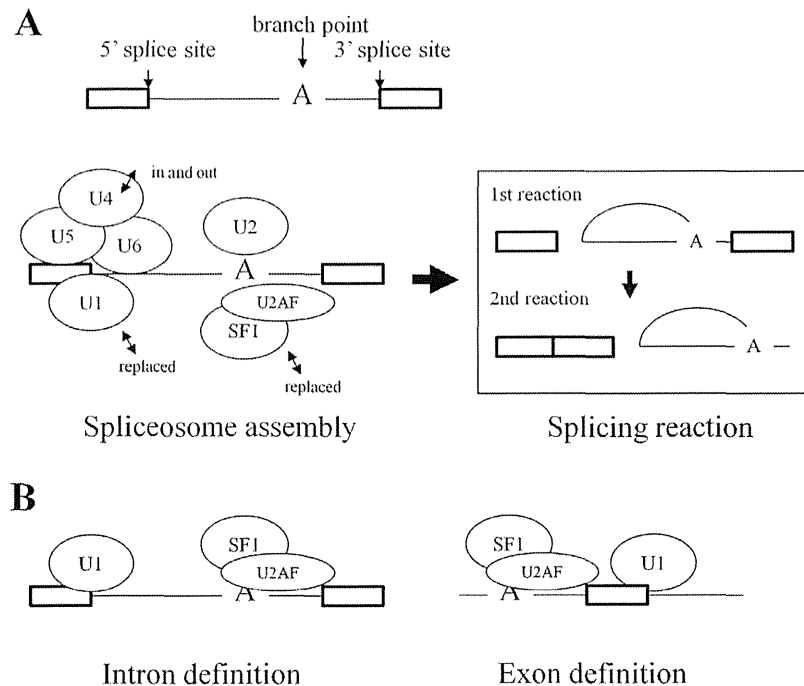 A
branch point
5' splice site
3' splice site
A
U4
in and out
U5
U6
U2
A
U1
U2AF
SF1
replaced
replaced
Spliceosome assembly
1st reaction
A
2nd reaction
A
Splicing reaction
B
U1
SF1
U2AF
A
Intron definition
SF1
U2AF
U1
A
Exon definition